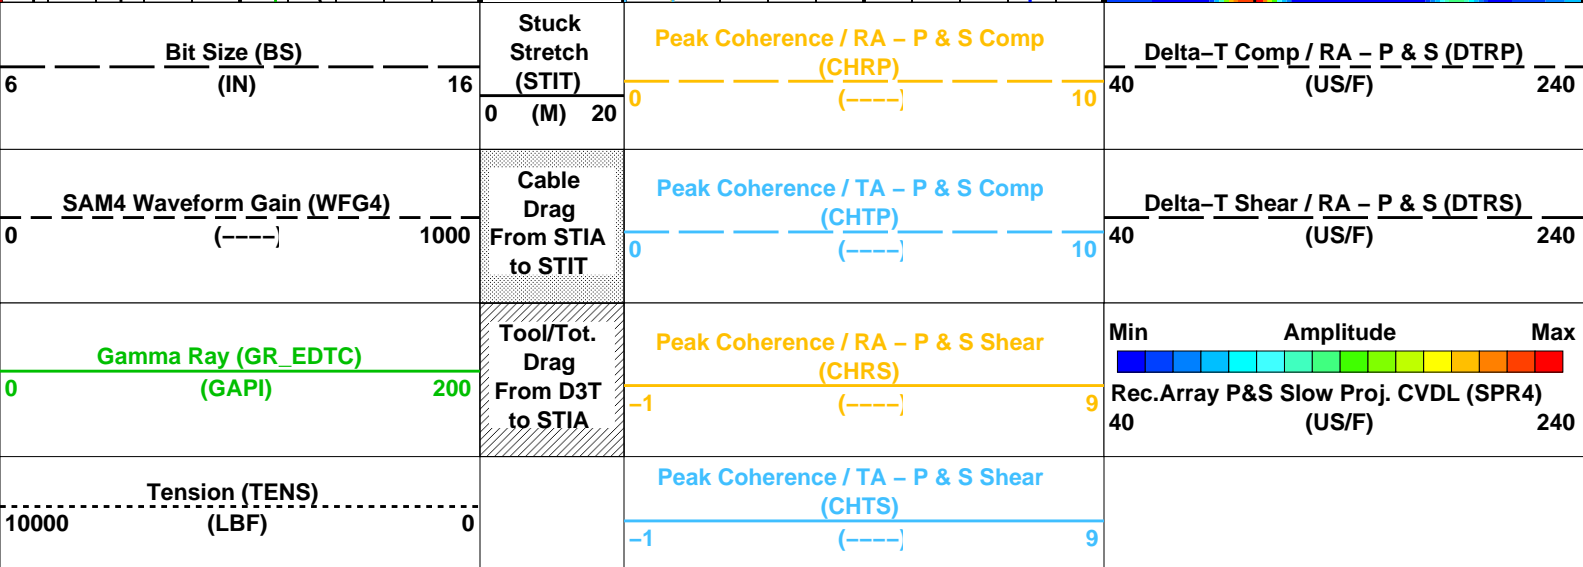 Bit Size (BS)
6 (IN) 16
Stuck
Stretch
(STIT)
0 (M) 20
Peak Coherence / RA − P & S Comp
(CHRP)
0 (−−−−) 10
Delta−T Comp / RA − P & S (DTRP)
40 (US/F) 240
SAM4 Waveform Gain (WFG4)
0 (−−−−) 1000
Cable
Drag
From STIA
to STIT
Peak Coherence / TA − P & S Comp
(CHTP)
0 (−−−−) 10
Delta−T Shear / RA − P & S (DTRS)
40 (US/F) 240
Gamma Ray (GR_EDTC)
0 (GAPI) 200
Tool/Tot.
Drag
From D3T
to STIA
Peak Coherence / RA − P & S Shear
(CHRS)
−1 (−−−−) 9
Min Amplitude Max
Rec.Array P&S Slow Proj. CVDL (SPR4)
40 (US/F) 240
Tension (TENS)
10000 (LBF) 0
Peak Coherence / TA − P & S Shear
(CHTS)
−1 (−−−−) 9